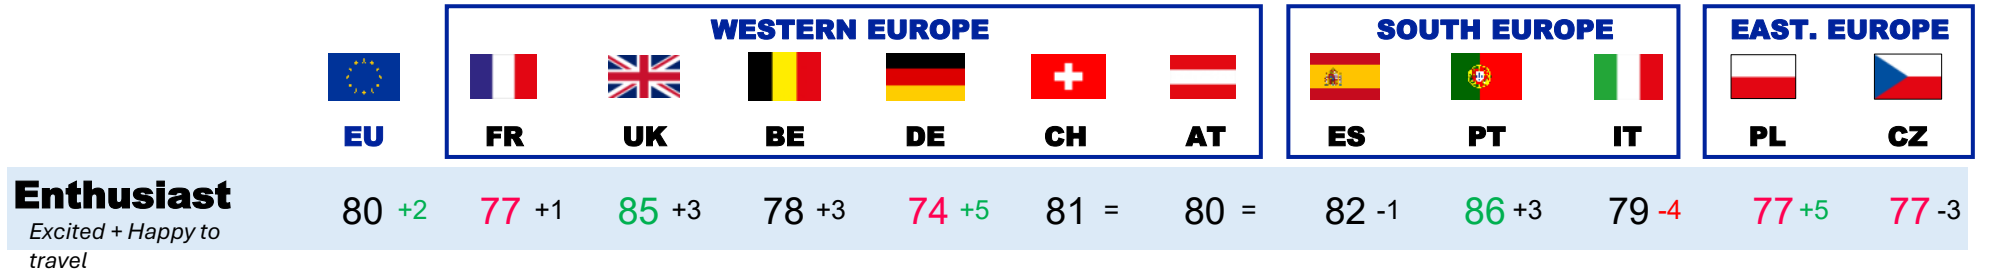 WESTERN EUROPE SOUTH EUROPE EAST. EUROPE
EU FR UK BE DE CH AT ES PT IT PL CZ
Enthusiast 80 +2 77 +1 85 +3 78 +3 74 +5 81 = 80 = 82 -1 86 +3 79 -4 77 +5 77 -3
Excited + Happy to
travel